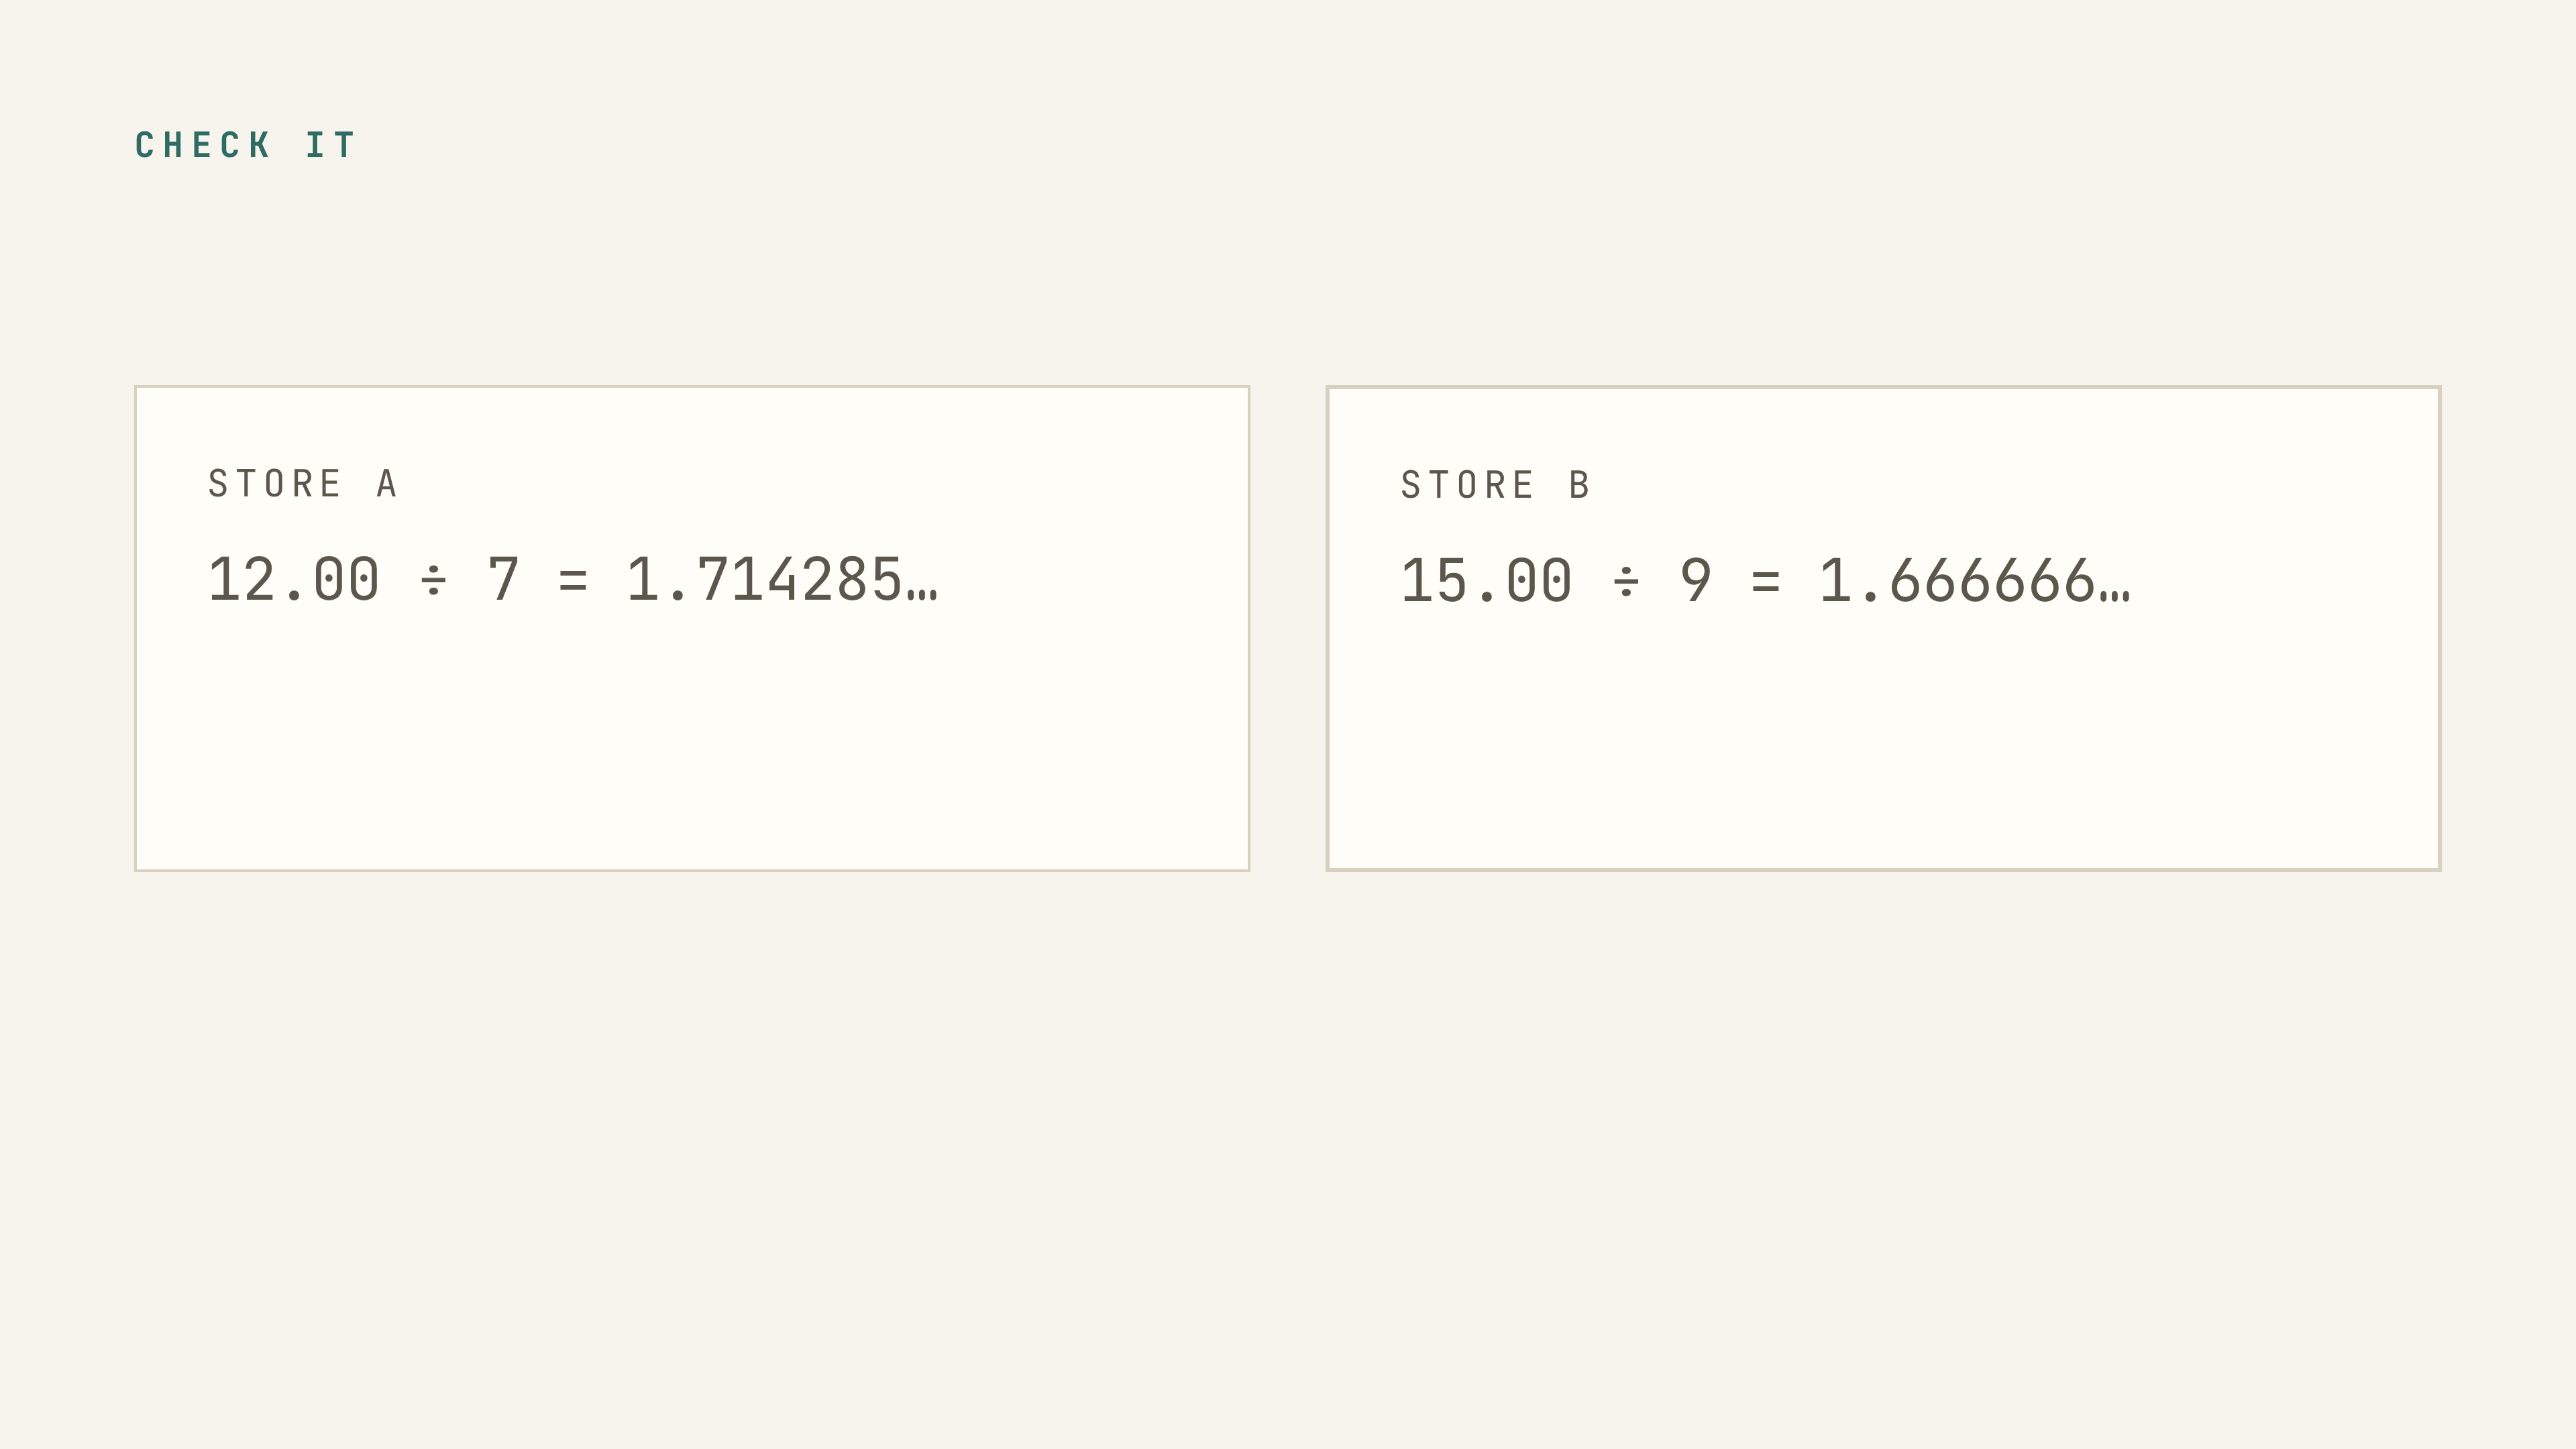 CHECK IT
STORE A
12.00 ÷ 7 = 1.714285…
STORE B
15.00 ÷ 9 = 1.666666…